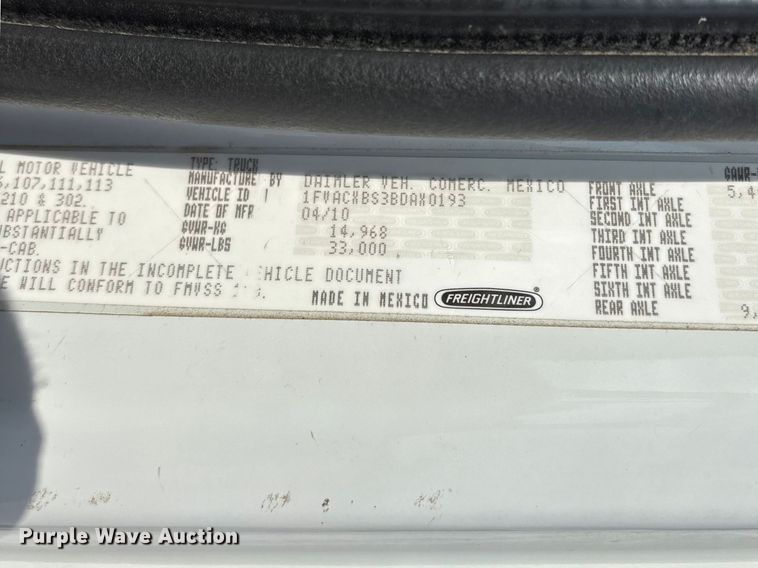 L MOTOR VEHICLE
,107,111,113
210 & 302.
APPLICABLE TO
UBSTANTIALLY
-CAB.
UCTIONS IN THE INCOMPLETE HICLE DOCUMENT
E WILL CONFORM TO FMVSS
TYPE: TRUCK
MANUFACTURE BY DAIMLER VEH. COMERC. MEXICO
VEHICLE ID 1FVACXBS3BDAX0193
DATE OF MFR 04/10
GVWR-KG 14,968
GVWR-LBS 33,000
MADE IN MEXICO FREIGHTLINER®
GAWR-
FRONT AXLE 5,4
FIRST INT AXLE
SECOND INT AXLE
THIRD INT AXLE
FOURTH INT AXLE
FIFTH INT AXLE
SIXTH INT AXLE
REAR AXLE 9,
Purple Wave Auction